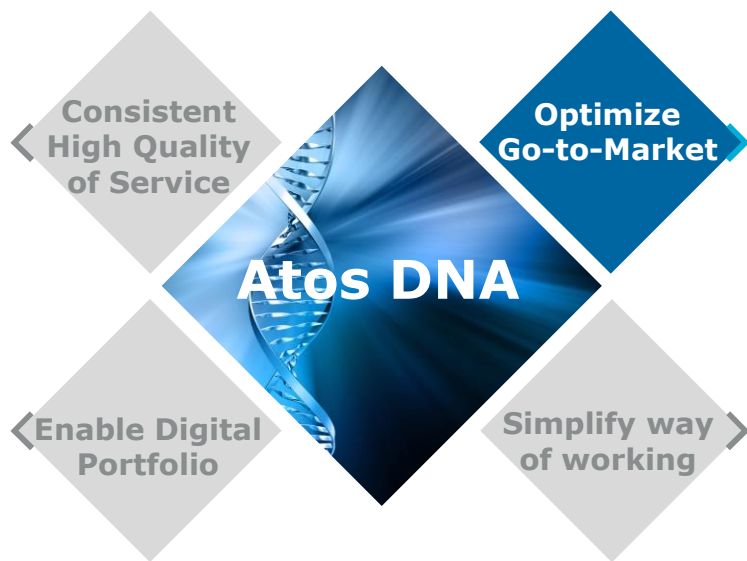 Consistent
High Quality
of Service
Optimize
Go-to-Market
Atos DNA
Enable Digital
Portfolio
Simplify way
of working